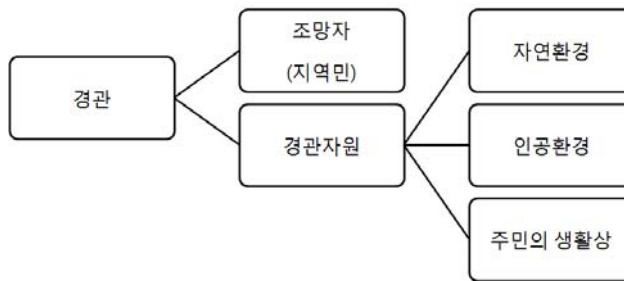 경관
조망자
(지역민)
경관자원
자연환경
인공환경
주민의 생활상